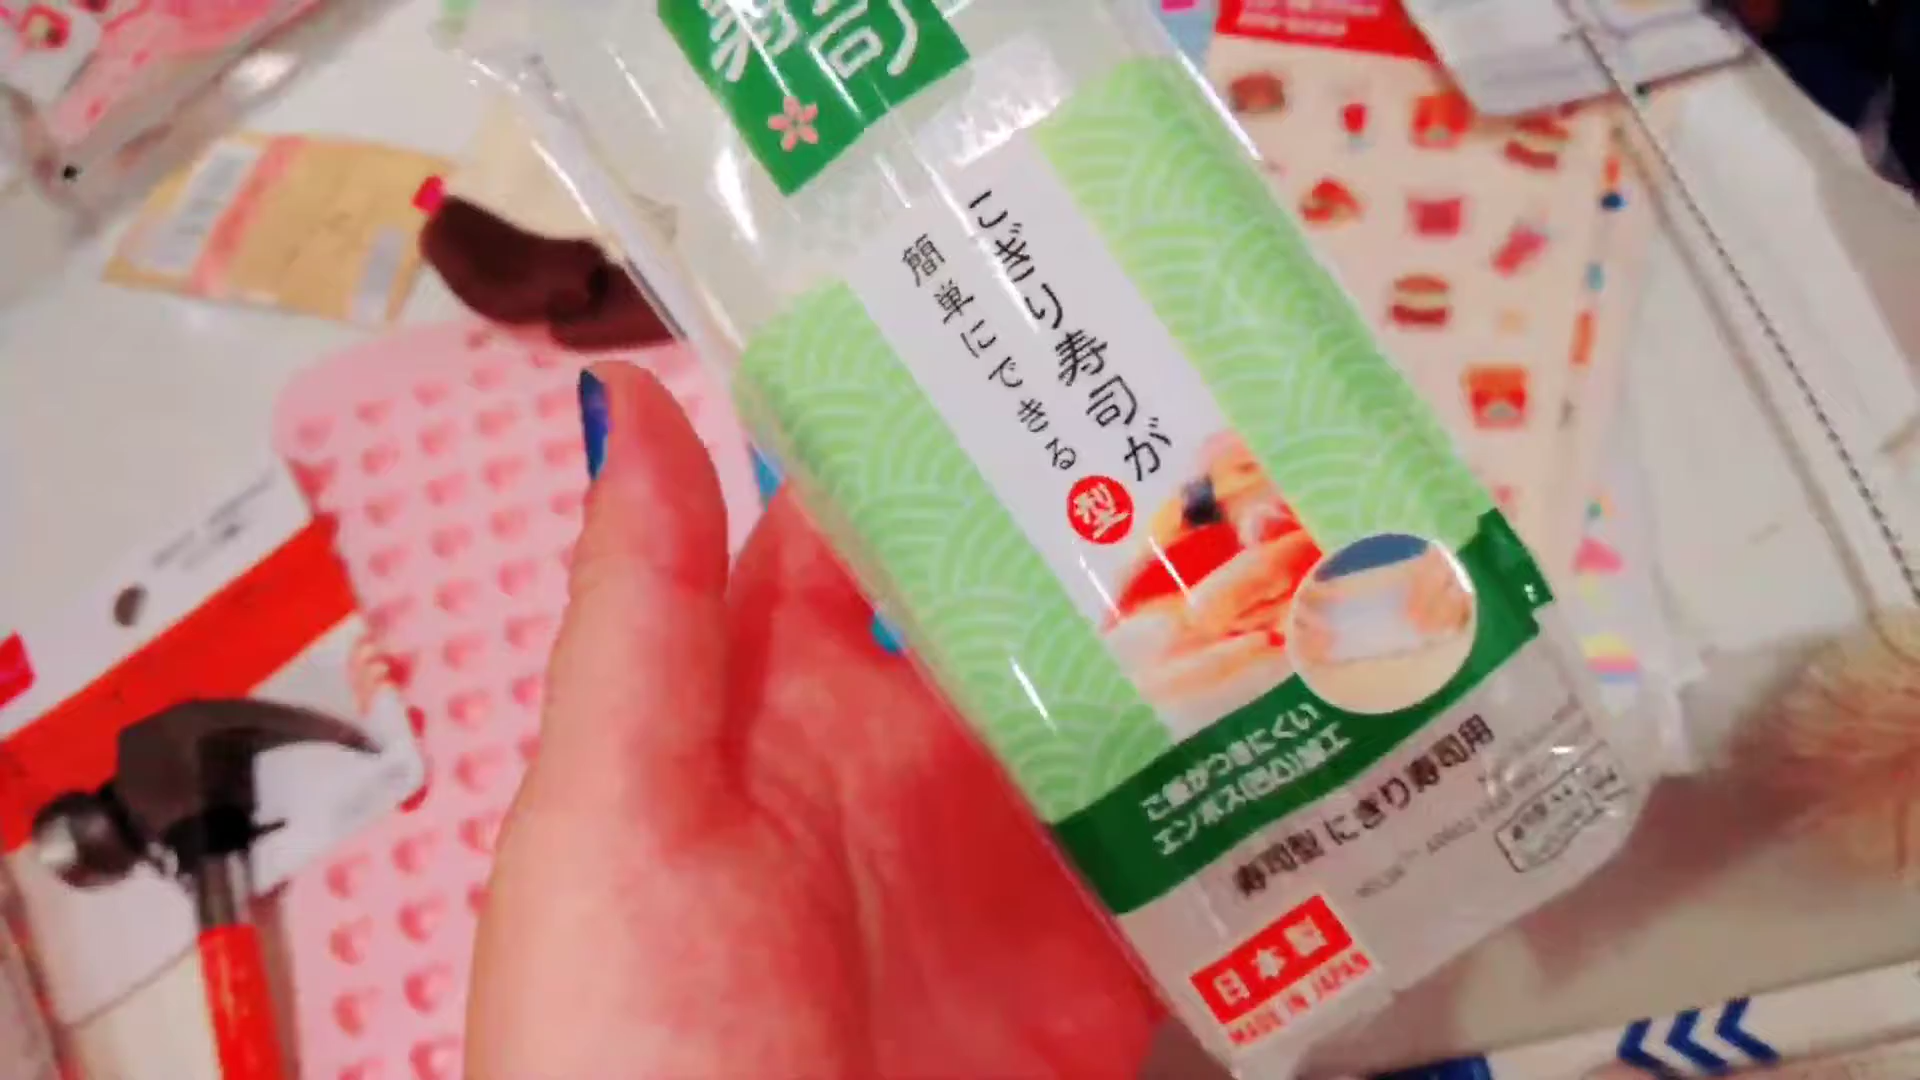 寿司
にぎり寿司が
簡単にできる
型
ご飯がつきにくい
エンボス(凹凸)加工
寿司型 にぎり寿司用
日本製
MADE IN JAPAN